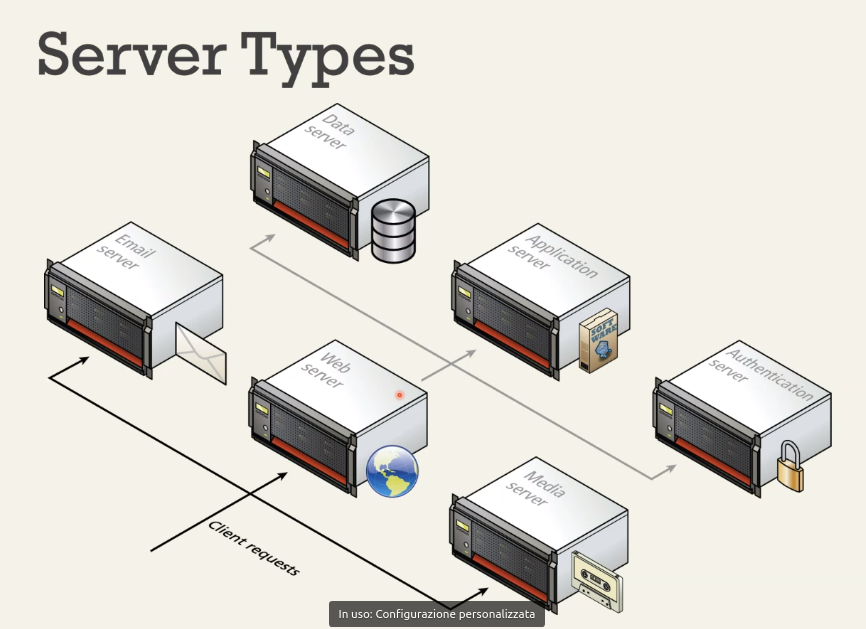 Server Types
Data
server
Email
server
Application
server
SOFT
WARE
Web
server
Authentication
server
Media
server
Client requests
In uso: Configurazione personalizzata